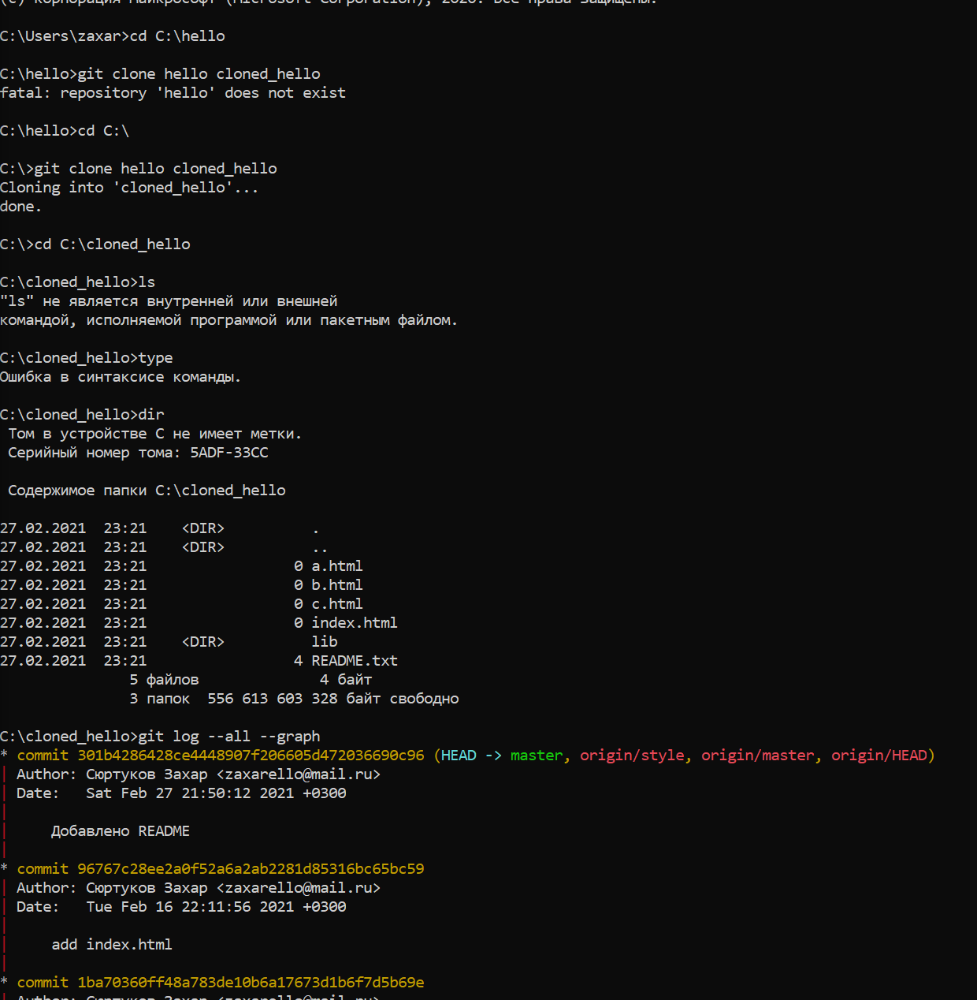 (c) Корпорация Майкрософт (Microsoft Corporation), 2020. Все права защищены.
C:\Users\zaxar>cd C:\hello
C:\hello>git clone hello cloned_hello
fatal: repository 'hello' does not exist
C:\hello>cd C:\
C:\>git clone hello cloned_hello
Cloning into 'cloned_hello'...
done.
C:\>cd C:\cloned_hello
C:\cloned_hello>ls
"ls" не является внутренней или внешней
командой, исполняемой программой или пакетным файлом.
C:\cloned_hello>type
Ошибка в синтаксисе команды.
C:\cloned_hello>dir
Том в устройстве C не имеет метки.
Серийный номер тома: 5ADF-33CC
Содержимое папки C:\cloned_hello
27.02.2021  23:21    <DIR>          .
27.02.2021  23:21    <DIR>          ..
27.02.2021  23:21                 0 a.html
27.02.2021  23:21                 0 b.html
27.02.2021  23:21                 0 c.html
27.02.2021  23:21                 0 index.html
27.02.2021  23:21    <DIR>          lib
27.02.2021  23:21                 4 README.txt
5 файлов              4 байт
3 папок  556 613 603 328 байт свободно
C:\cloned_hello>git log --all --graph
* commit 301b4286428ce4448907f206605d472036690c96 (HEAD -> master, origin/style, origin/master, origin/HEAD)
| Author: Сюртуков Захар <zaxarello@mail.ru>
| Date:   Sat Feb 27 21:50:12 2021 +0300
|
|     Добавлено README
|
* commit 96767c28ee2a0f52a6a2ab2281d85316bc65bc59
| Author: Сюртуков Захар <zaxarello@mail.ru>
| Date:   Tue Feb 16 22:11:56 2021 +0300
|
|     add index.html
|
* commit 1ba70360ff48a783de10b6a17673d1b6f7d5b69e
| Author: Сюртуков Захар <zaxarello@mail.ru>